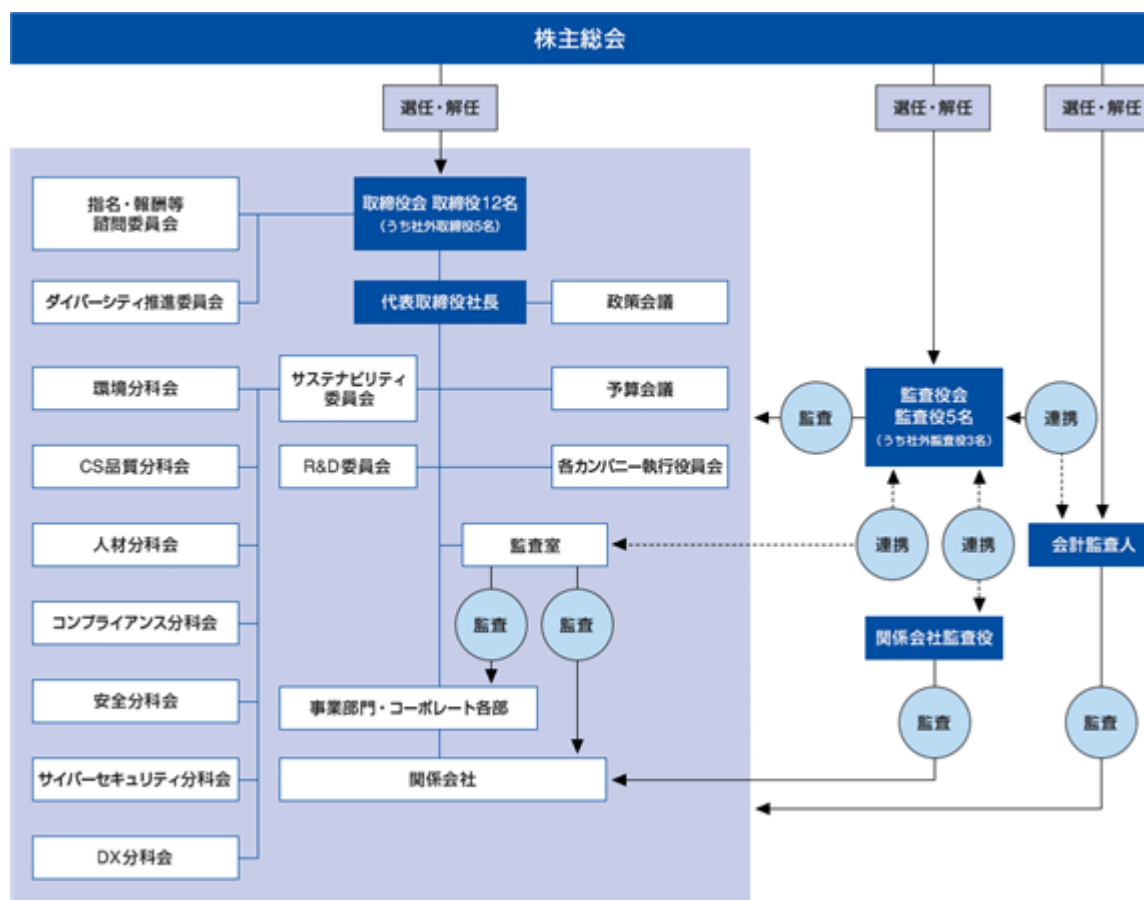 株主総会
選任・解任
選任・解任
選任・解任
指名・報酬等
諮問委員会
取締役会 取締役12名
(うち社外取締役5名)
ダイバーシティ推進委員会
代表取締役社長
政策会議
環境分科会
サステナビリティ
委員会
予算会議
監査
監査役会
監査役5名
(うち社外監査役3名)
連携
CS品質分科会
R&D委員会
各カンパニー執行役員会
人材分科会
監査室
連携
連携
会計監査人
コンプライアンス分科会
監査
監査
関係会社監査役
安全分科会
事業部門・コーポレート各部
監査
監査
サイバーセキュリティ分科会
関係会社
DX分科会